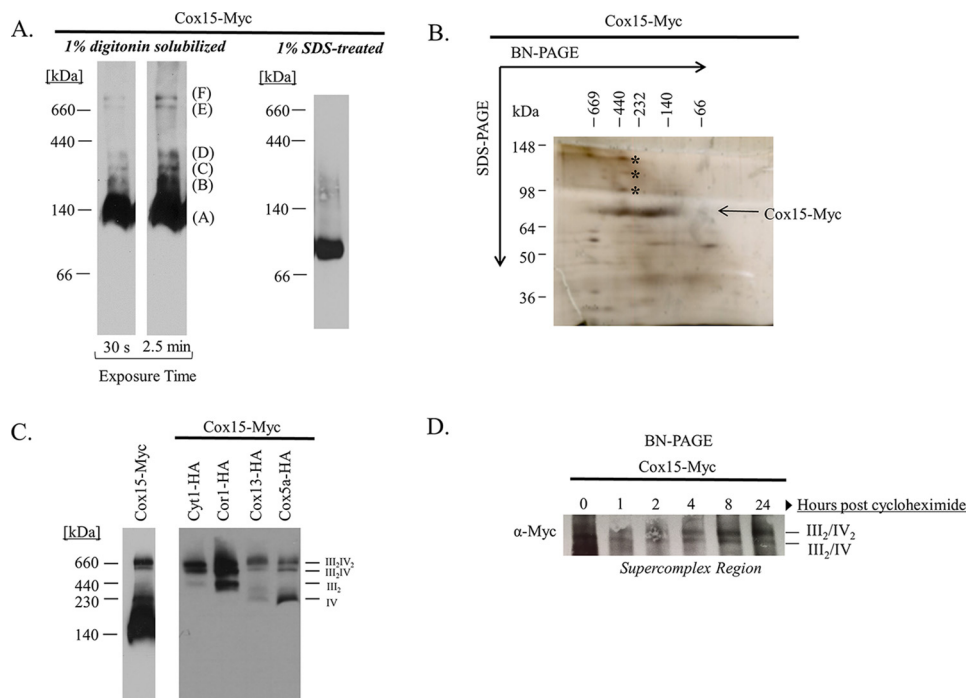 A.
Cox15-Myc
1% digitonin solubilized
1% SDS-treated
[kDa]
660
440
140
66
(F)
(E)
(D)
(C)
(B)
(A)
30 s 2.5 min
Exposure Time
[kDa]
660
440
140
66
B.
Cox15-Myc
BN-PAGE
SDS-PAGE
kDa
669
440
232
140
66
148
98
64
50
36
*
*
*
Cox15-Myc
C.
Cox15-Myc
Cox15-Myc
Cyt1-HA
Cor1-HA
Cox13-HA
Cox5a-HA
[kDa]
660
440
230
140
III₂IV₂
III₂IV
III₂
IV
D.
BN-PAGE
Cox15-Myc
0 1 2 4 8 24 Hours post cycloheximide
α-Myc
III₂/IV₂
III₂/IV
Supercomplex Region